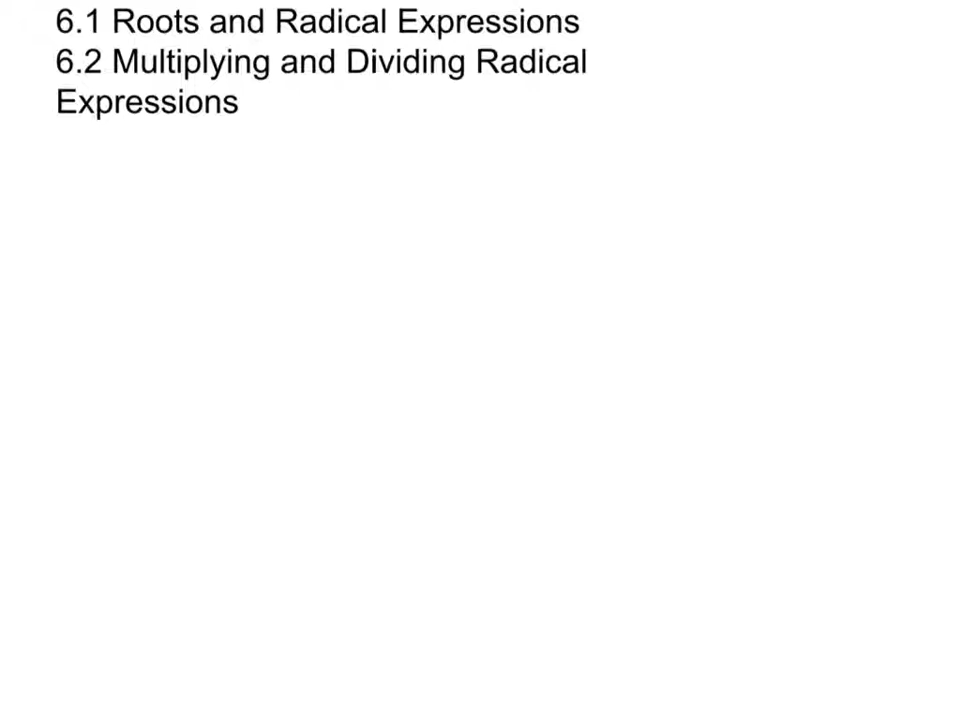 6.1 Roots and Radical Expressions
6.2 Multiplying and Dividing Radical
Expressions